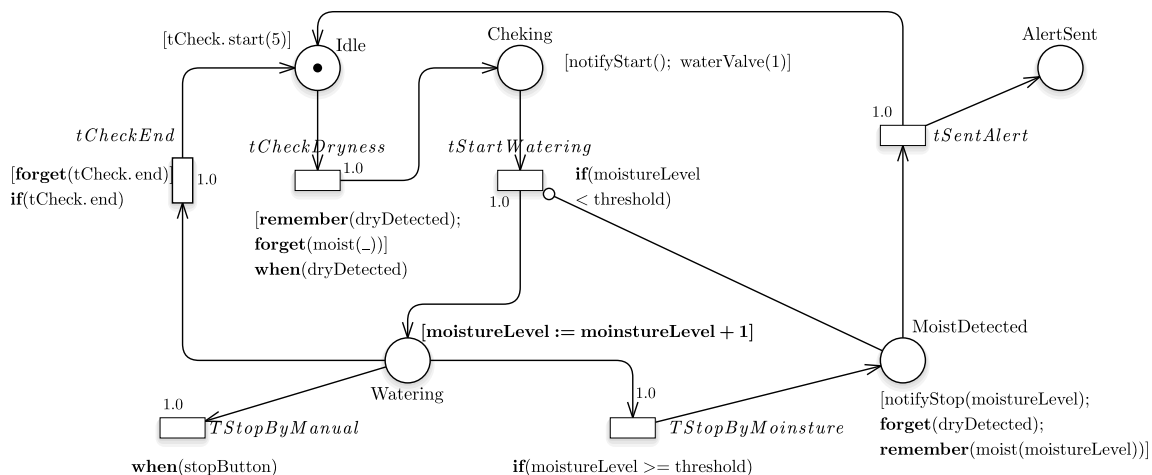 Cheking
AlertSent
[tCheck. start(5)]
Idle
[notifyStart(); waterValve(1)]
1.0
tCheckEnd
tCheckDryness
tStartWatering
tSentAlert
1.0
[forget(tCheck. end)]
if(tCheck. end)
1.0
if(moistureLevel
< threshold)
1.0
[remember(dryDetected);
forget(moist(_))]
when(dryDetected)
[moistureLevel := moinstureLevel + 1]
MoistDetected
Watering
1.0
1.0
TStopByManual
TStopByMoinsture
[notifyStop(moistureLevel);
forget(dryDetected);
remember(moist(moistureLevel))]
when(stopButton)
if(moistureLevel >= threshold)